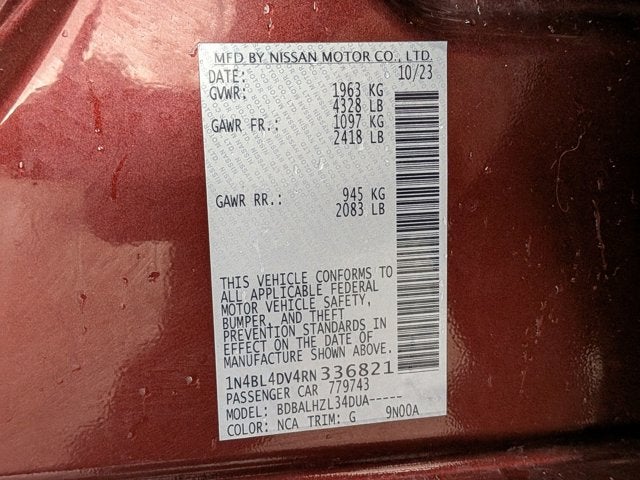 MFD BY NISSAN MOTOR CO., LTD.
DATE: 10/23
GVWR: 1963 KG
4328 LB
GAWR FR.: 1097 KG
2418 LB
GAWR RR.: 945 KG
2083 LB
THIS VEHICLE CONFORMS TO
ALL APPLICABLE FEDERAL
MOTOR VEHICLE SAFETY,
BUMPER, AND THEFT
PREVENTION STANDARDS IN
EFFECT ON THE DATE OF
MANUFACTURE SHOWN ABOVE.
1N4BL4DV4RN336821
PASSENGER CAR 779743
MODEL: BDBALHZL34DUA-----
COLOR: NCA TRIM: G 9N00A